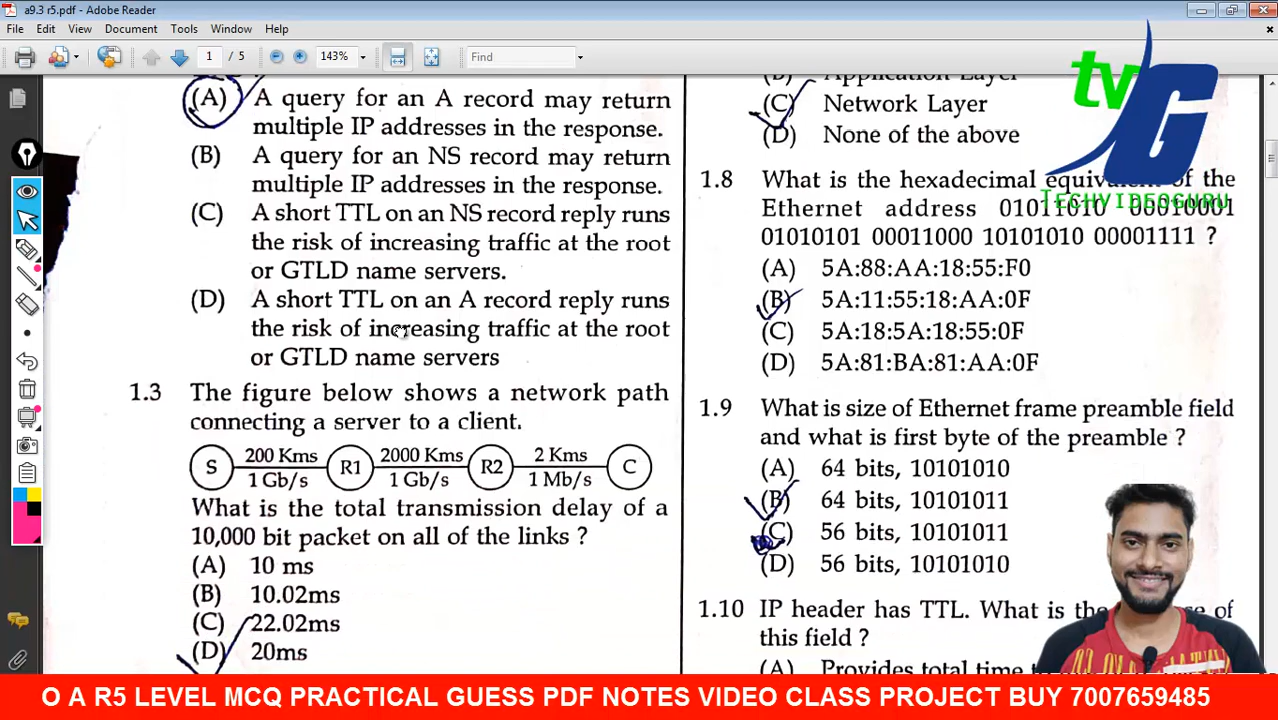 a9.3 r5.pdf - Adobe Reader
File Edit View Document Tools Window Help
1 / 5 143% Find
(A) A query for an A record may return
multiple IP addresses in the response.
(B) A query for an NS record may return
multiple IP addresses in the response.
(C) A short TTL on an NS record reply runs
the risk of increasing traffic at the root
or GTLD name servers.
(D) A short TTL on an A record reply runs
the risk of increasing traffic at the root
or GTLD name servers
1.3 The figure below shows a network path
connecting a server to a client.
S 200 Kms 1 Gb/s R1 2000 Kms 1 Gb/s R2 2 Kms 1 Mb/s C
What is the total transmission delay of a
10,000 bit packet on all of the links ?
(A) 10 ms
(B) 10.02ms
(C) 22.02ms
(D) 20ms
(B) Application Layer
(C) Network Layer
(D) None of the above
1.8 What is the hexadecimal equivalent of the
Ethernet address 01011010 00010001
01010101 00011000 10101010 00001111 ?
(A) 5A:88:AA:18:55:F0
(B) 5A:11:55:18:AA:0F
(C) 5A:18:5A:18:55:0F
(D) 5A:81:BA:81:AA:0F
1.9 What is size of Ethernet frame preamble field
and what is first byte of the preamble ?
(A) 64 bits, 10101010
(B) 64 bits, 10101011
(C) 56 bits, 10101011
(D) 56 bits, 10101010
1.10 IP header has TTL. What is the of
this field ?
(A) Provides total time
tvG
TECHYVIDEOGURU
O A R5 LEVEL MCQ PRACTICAL GUESS PDF NOTES VIDEO CLASS PROJECT BUY 7007659485